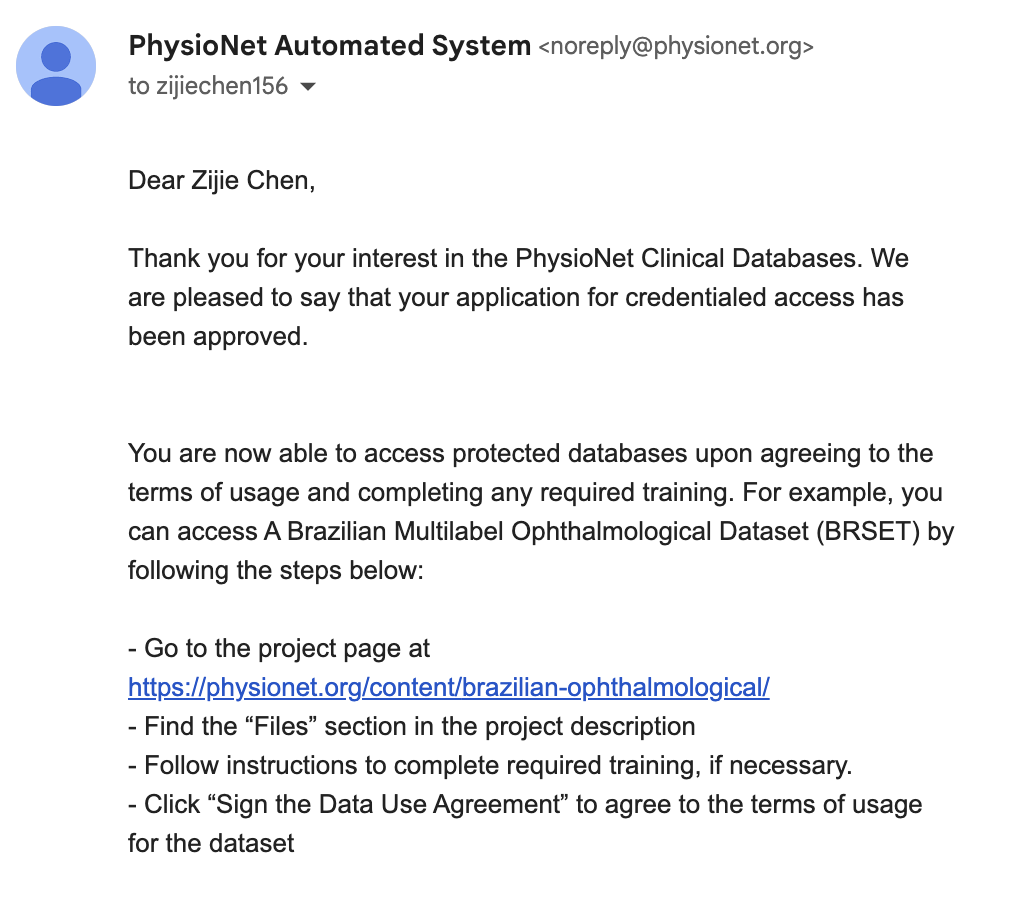 PhysioNet Automated System <noreply@physionet.org>
to zijiechen156
Dear Zijie Chen,
Thank you for your interest in the PhysioNet Clinical Databases. We
are pleased to say that your application for credentialed access has
been approved.
You are now able to access protected databases upon agreeing to the
terms of usage and completing any required training. For example, you
can access A Brazilian Multilabel Ophthalmological Dataset (BRSET) by
following the steps below:
- Go to the project page at
https://physionet.org/content/brazilian-ophthalmological/
- Find the “Files” section in the project description
- Follow instructions to complete required training, if necessary.
- Click “Sign the Data Use Agreement” to agree to the terms of usage
for the dataset